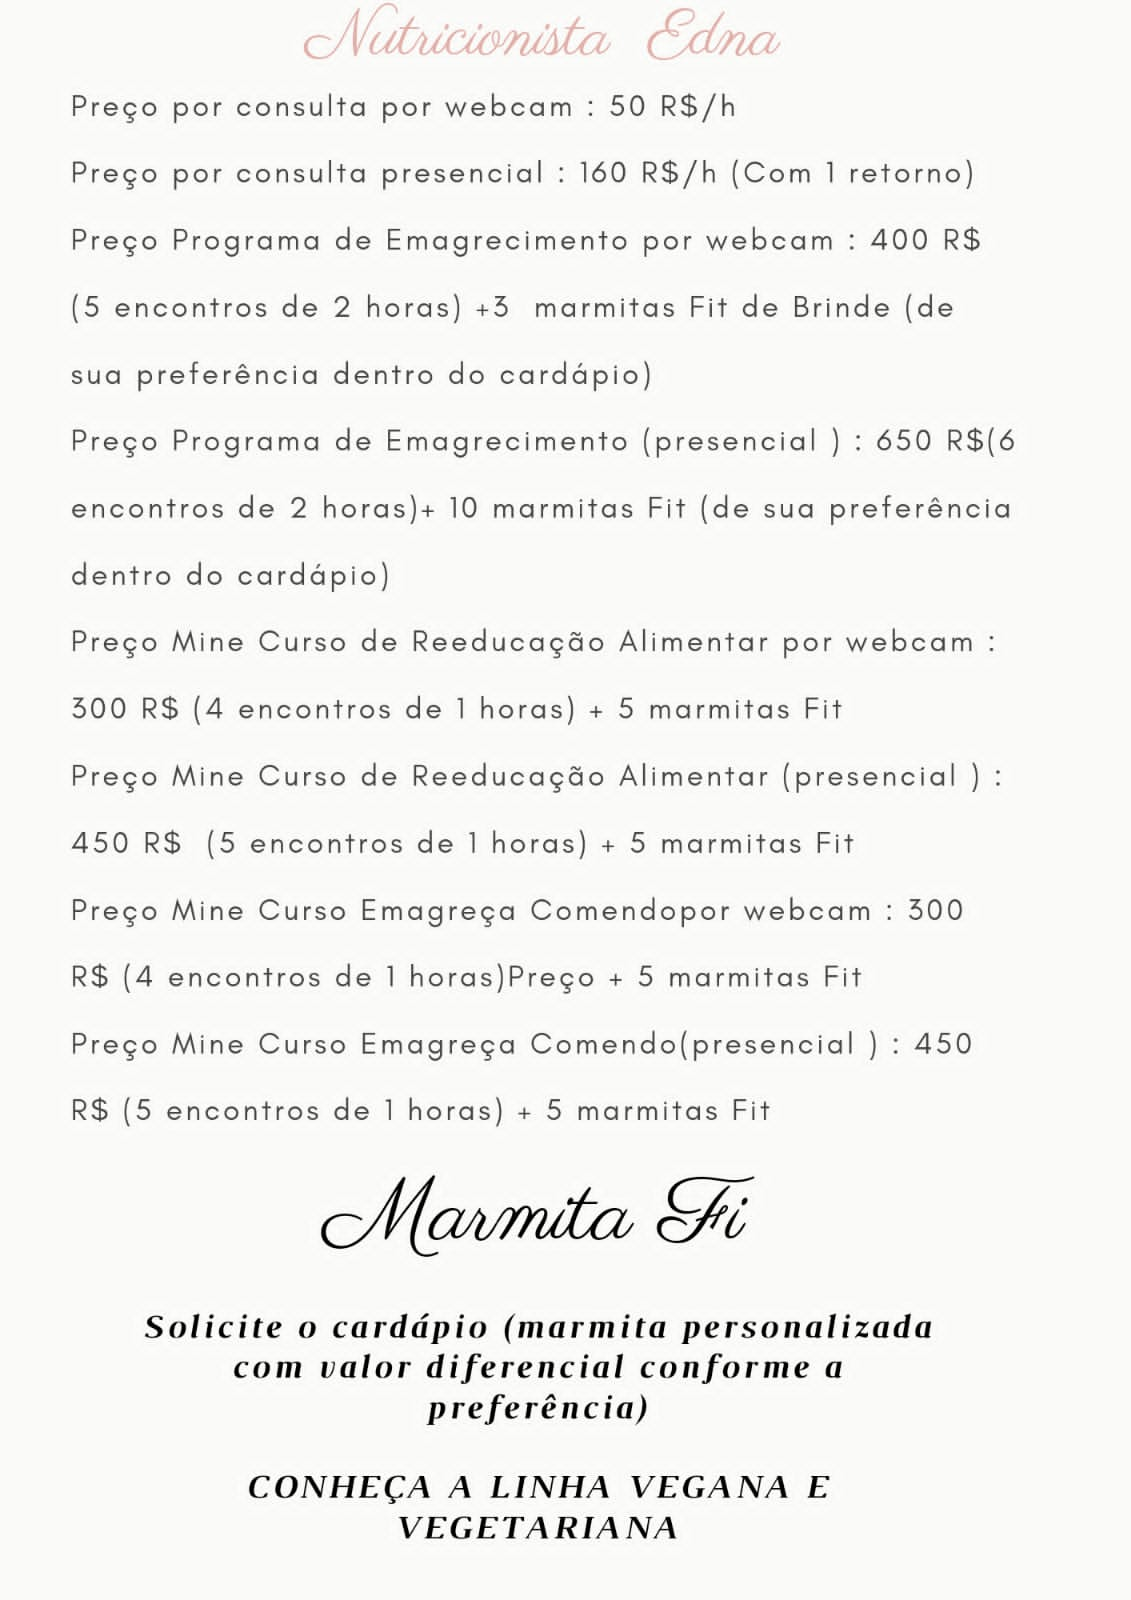 Nutricionista Edna
Preço por consulta por webcam : 50 R$/h
Preço por consulta presencial : 160 R$/h (Com 1 retorno)
Preço Programa de Emagrecimento por webcam : 400 R$
(5 encontros de 2 horas) +3 marmitas Fit de Brinde (de
sua preferência dentro do cardápio)
Preço Programa de Emagrecimento (presencial ) : 650 R$(6
encontros de 2 horas)+ 10 marmitas Fit (de sua preferência
dentro do cardápio)
Preço Mine Curso de Reeducação Alimentar por webcam :
300 R$ (4 encontros de 1 horas) + 5 marmitas Fit
Preço Mine Curso de Reeducação Alimentar (presencial ) :
450 R$ (5 encontros de 1 horas) + 5 marmitas Fit
Preço Mine Curso Emagreça Comendopor webcam : 300
R$ (4 encontros de 1 horas)Preço + 5 marmitas Fit
Preço Mine Curso Emagreça Comendo(presencial ) : 450
R$ (5 encontros de 1 horas) + 5 marmitas Fit
Marmita Fi
Solicite o cardápio (marmita personalizada
com valor diferencial conforme a
preferência)
CONHEÇA A LINHA VEGANA E
VEGETARIANA